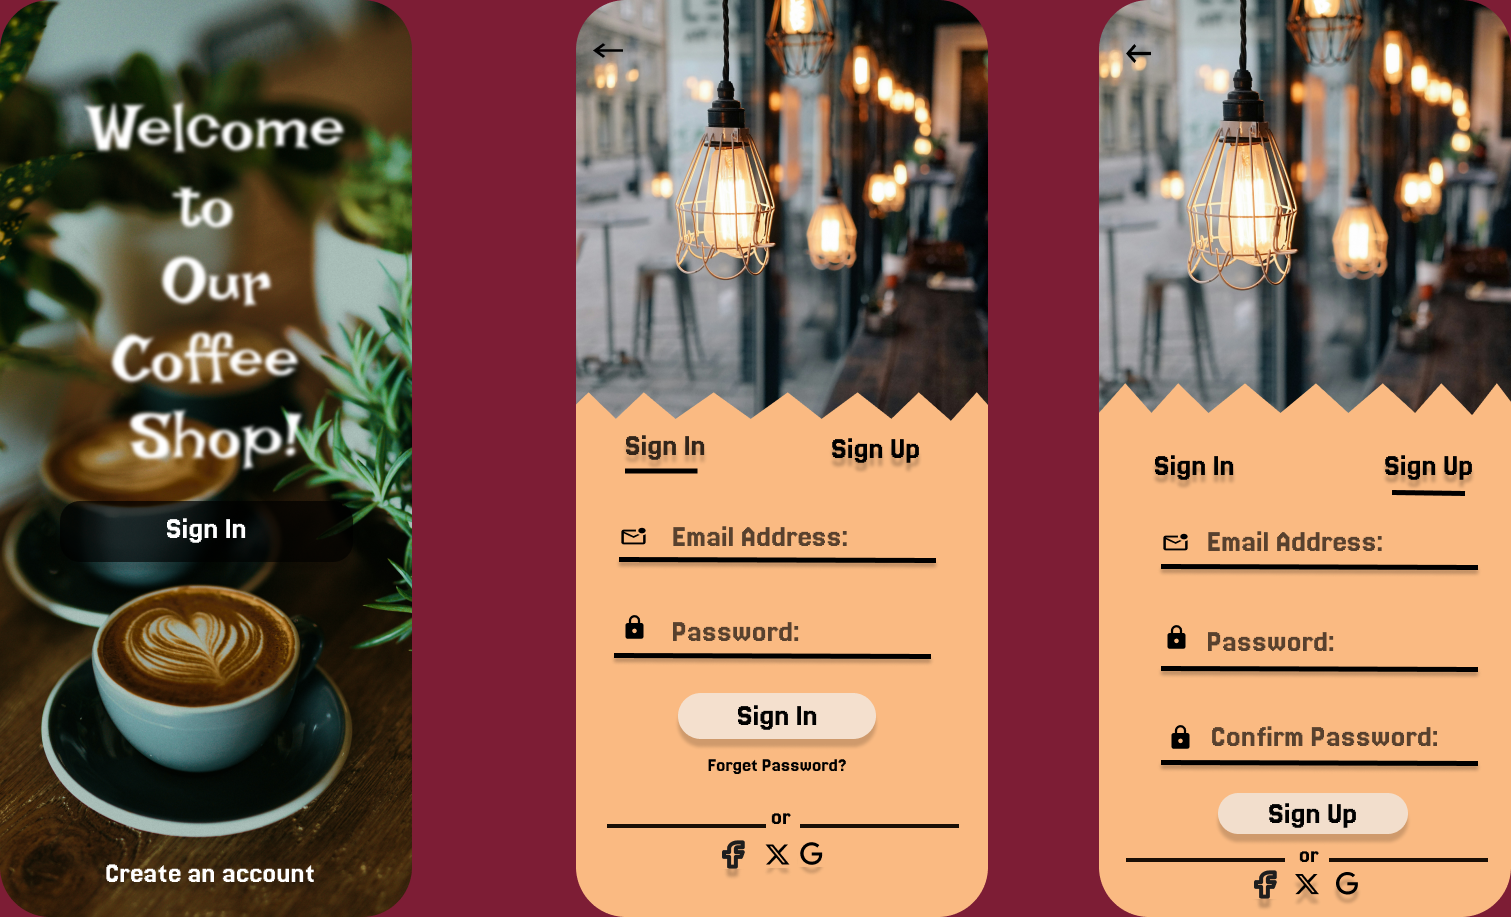 Welcome
to
Our
Coffee
Shop!
Sign In
Create an account
Sign In
Sign Up
Email Address:
Password:
Sign In
Forget Password?
or
Sign In
Sign Up
Email Address:
Password:
Confirm Password:
Sign Up
or